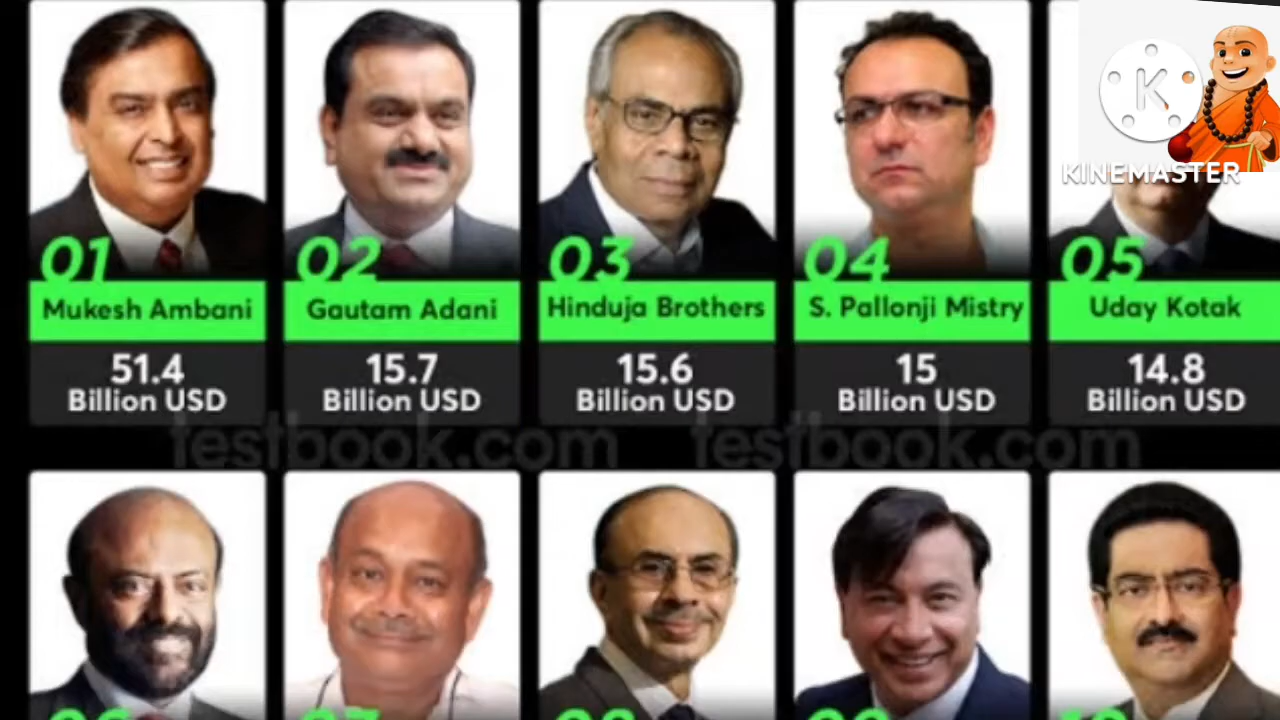 K
KINEMASTER
01
02
03
04
05
Mukesh Ambani
Gautam Adani
Hinduja Brothers
S. Pallonji Mistry
Uday Kotak
51.4
Billion USD
15.7
Billion USD
15.6
Billion USD
15
Billion USD
14.8
Billion USD
testbook.com
testbook.com